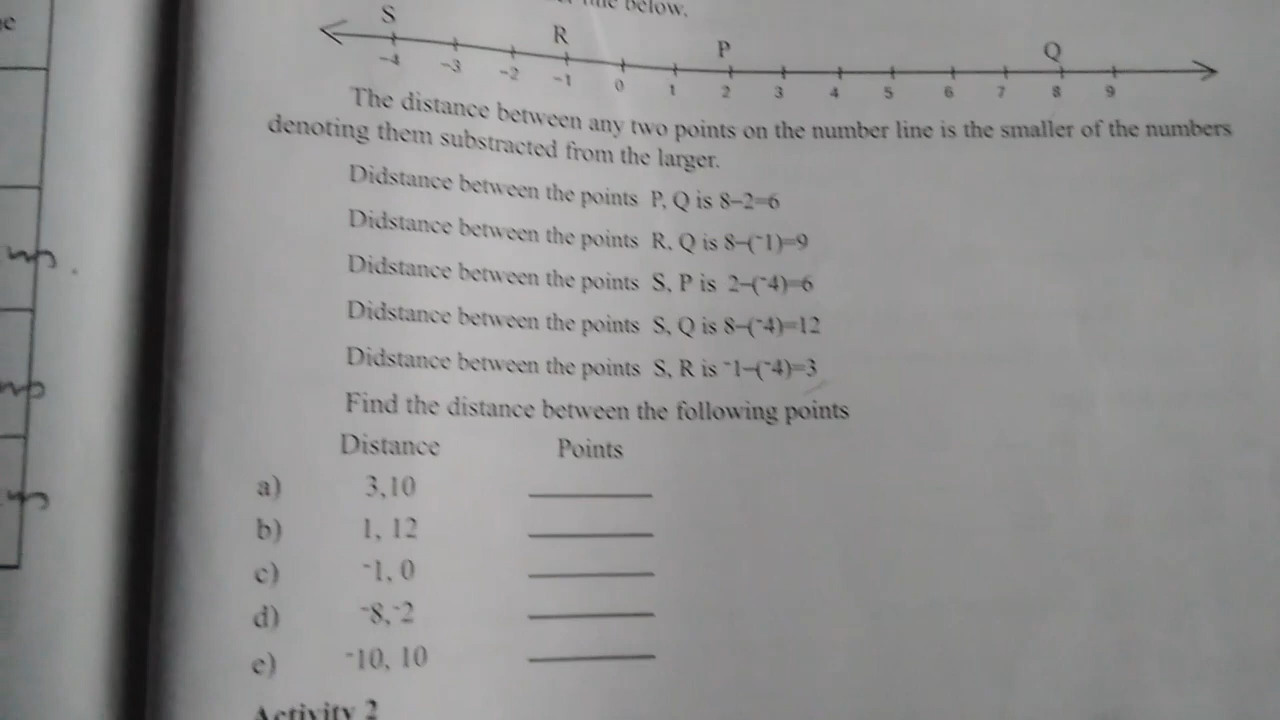 line below.
S R P Q
-4 -3 -2 -1 0 1 2 3 4 5 6 7 8 9
The distance between any two points on the number line is the smaller of the numbers
denoting them substracted from the larger.
Didstance between the points P, Q is 8–2=6
Didstance between the points R, Q is 8–(⁻1)=9
Didstance between the points S, P is 2–(⁻4)=6
Didstance between the points S, Q is 8–(⁻4)=12
Didstance between the points S, R is ⁻1–(⁻4)=3
Find the distance between the following points
Distance Points
a) 3,10
b) 1, 12
c) ⁻1, 0
d) ⁻8,⁻2
e) ⁻10, 10
Activity 2